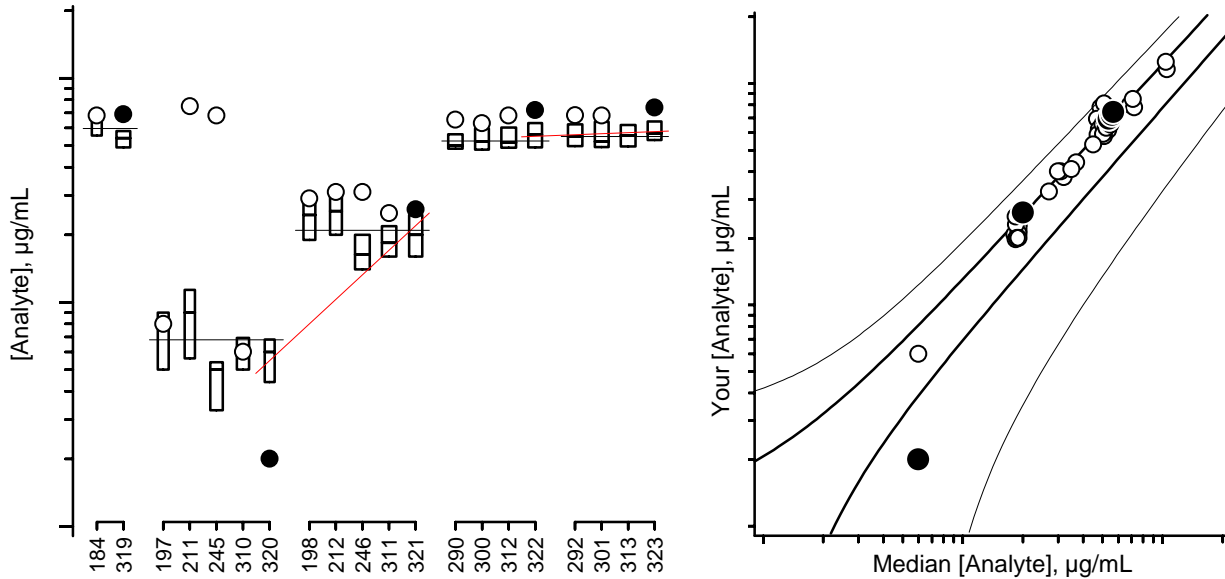 [Analyte], µg/mL
184 319 197 211 245 310 320 198 212 246 311 321 290 300 312 322 292 301 313 323
Your [Analyte], µg/mL
Median [Analyte], µg/mL